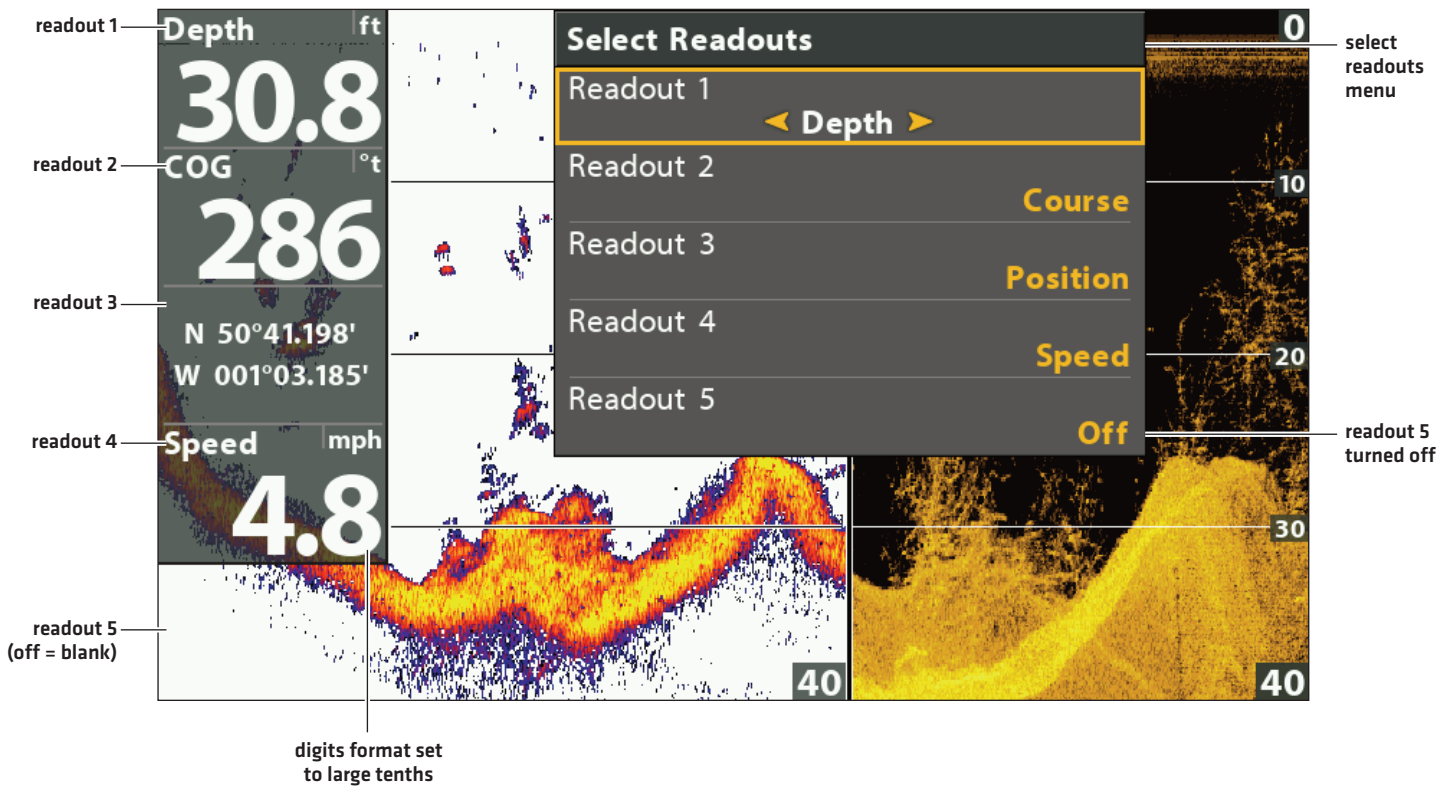 readout 1
Depth ft
30.8
readout 2
COG °t
286
readout 3
N 50°41.198'
W 001°03.185'
readout 4
Speed mph
4.8
readout 5
(off = blank)
digits format set
to large tenths
Select Readouts
Readout 1
Depth
Readout 2
Course
Readout 3
Position
Readout 4
Speed
Readout 5
Off
40
0
10
20
30
40
select
readouts
menu
readout 5
turned off